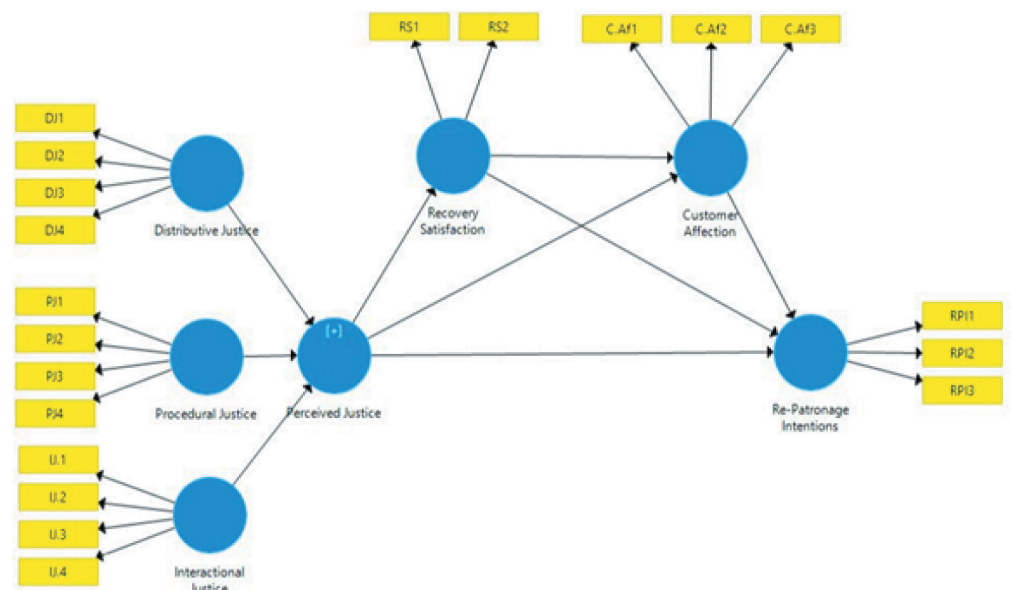 RS1
RS2
C.Af1
C.Af2
C.Af3
DJ1
DJ2
DJ3
DJ4
Distributive Justice
Recovery
Satisfaction
Customer
Affection
PJ1
PJ2
PJ3
PJ4
Procedural Justice
[+]
Perceived Justice
RPI1
RPI2
RPI3
Re-Patronage
Intentions
IJ.1
IJ.2
IJ.3
IJ.4
Interactional
Justice